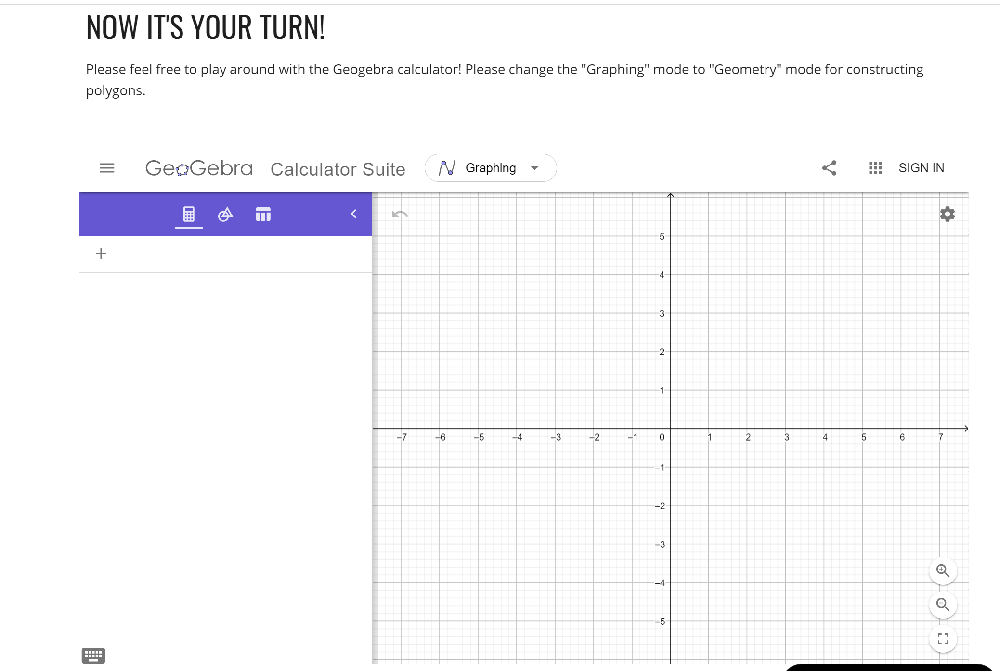 NOW IT'S YOUR TURN!
Please feel free to play around with the Geogebra calculator! Please change the "Graphing" mode to "Geometry" mode for constructing
polygons.
GeoGebra Calculator Suite Graphing SIGN IN
5
4
3
2
1
–7 –6 –5 –4 –3 –2 –1 0 1 2 3 4 5 6 7
–1
–2
–3
–4
–5